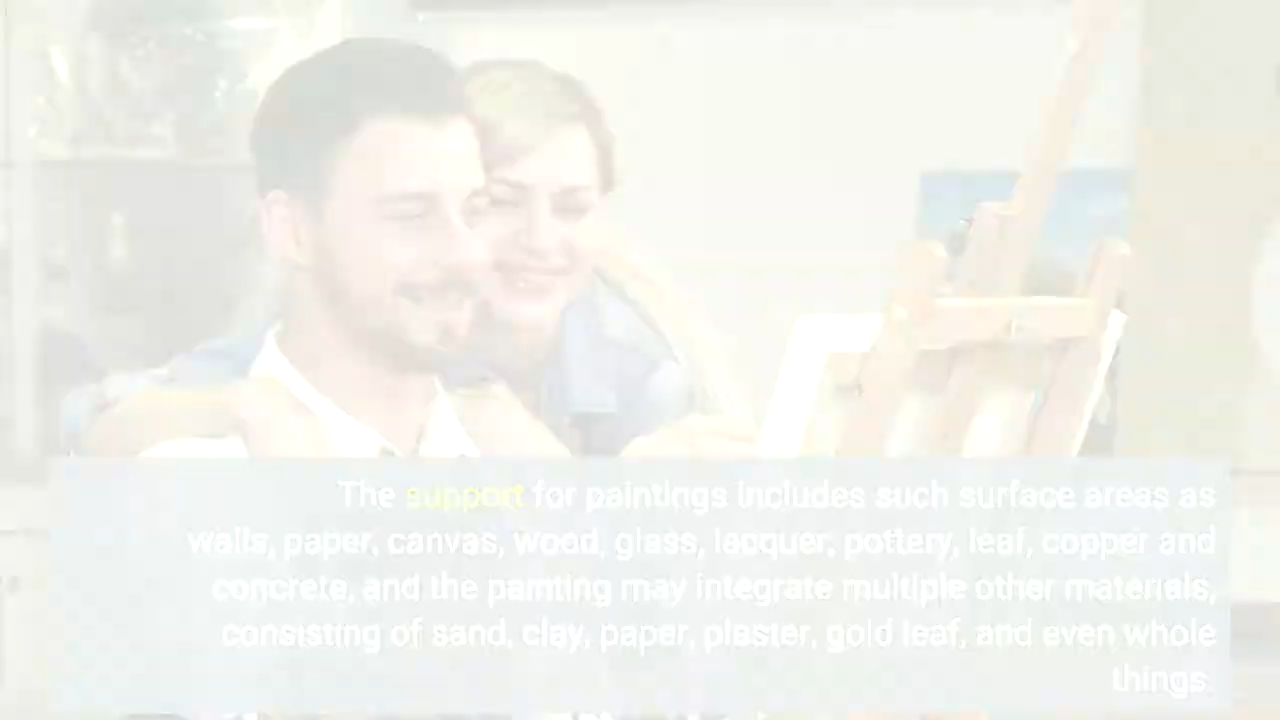 The support for paintings includes such surface areas as
walls, paper, canvas, wood, glass, lacquer, pottery, leaf, copper and
concrete, and the painting may integrate multiple other materials,
consisting of sand, clay, paper, plaster, gold leaf, and even whole
things.